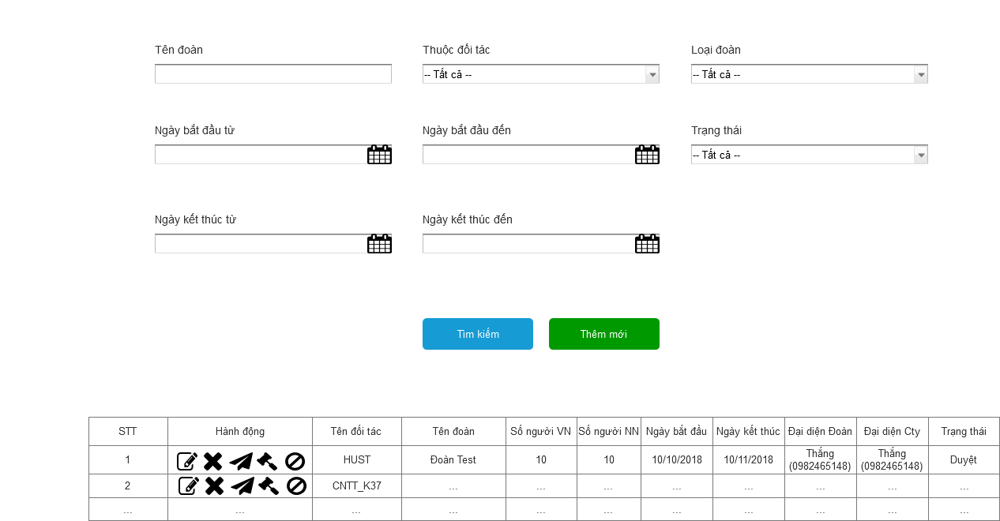 Tên đoàn Thuộc đối tác Loại đoàn
-- Tất cả -- -- Tất cả --
Ngày bắt đầu từ Ngày bắt đầu đến Trạng thái
-- Tất cả --
Ngày kết thúc từ Ngày kết thúc đến
Tìm kiếm Thêm mới
STT Hành động Tên đối tác Tên đoàn Số người VN Số người NN Ngày bắt đầu Ngày kết thúc Đại diện Đoàn Đại diện Cty Trạng thái
1 HUST Đoàn Test 10 10 10/10/2018 10/11/2018 Thắng (0982465148) Thắng (0982465148) Duyệt
2 CNTT_K37 ... ... ... ... ... ... ... ...
... ... ... ... ... ... ... ... ... ... ...